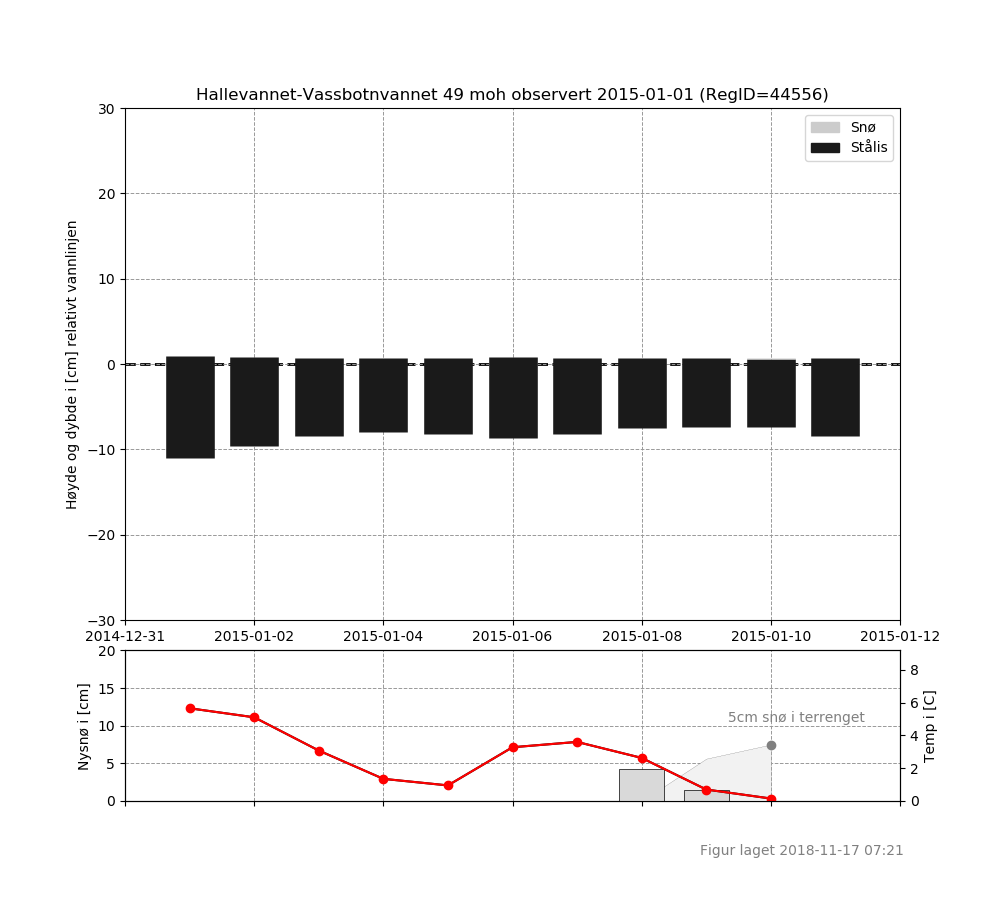 Hallevannet-Vassbotnvannet 49 moh observert 2015-01-01 (RegID=44556)
Snø
Stålis
Høyde og dybde i [cm] relativt vannlinjen
30
20
10
0
−10
−20
−30
2014-12-31 2015-01-02 2015-01-04 2015-01-06 2015-01-08 2015-01-10 2015-01-12
Nysnø i [cm]
20
15
10
5
0
5cm snø i terrenget
8
6
4
2
0
Temp i [C]
Figur laget 2018-11-17 07:21